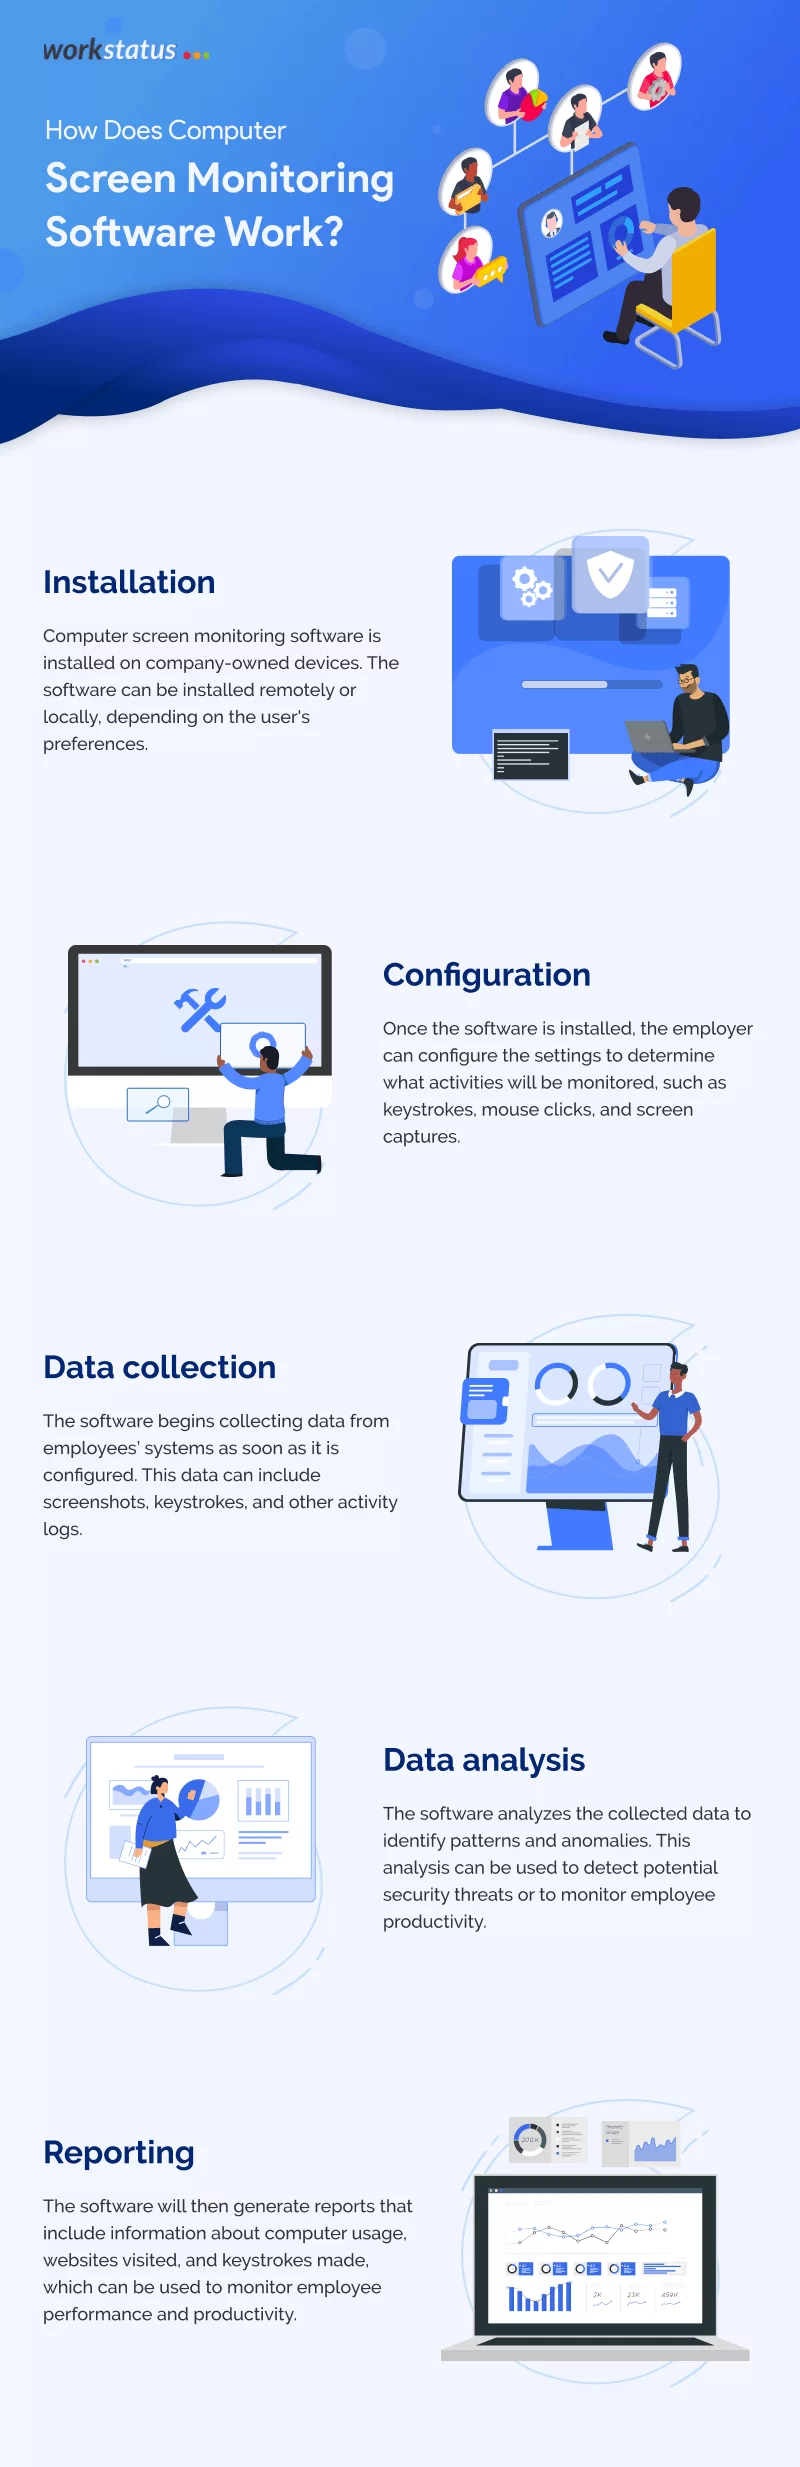 workstatus
How Does Computer
Screen Monitoring
Software Work?
Installation
Computer screen monitoring software is
installed on company-owned devices. The
software can be installed remotely or
locally, depending on the user's
preferences.
Configuration
Once the software is installed, the employer
can configure the settings to determine
what activities will be monitored, such as
keystrokes, mouse clicks, and screen
captures.
Data collection
The software begins collecting data from
employees’ systems as soon as it is
configured. This data can include
screenshots, keystrokes, and other activity
logs.
Data analysis
The software analyzes the collected data to
identify patterns and anomalies. This
analysis can be used to detect potential
security threats or to monitor employee
productivity.
Reporting
The software will then generate reports that
include information about computer usage,
websites visited, and keystrokes made,
which can be used to monitor employee
performance and productivity.
200K
Graph
2K
23K
459K